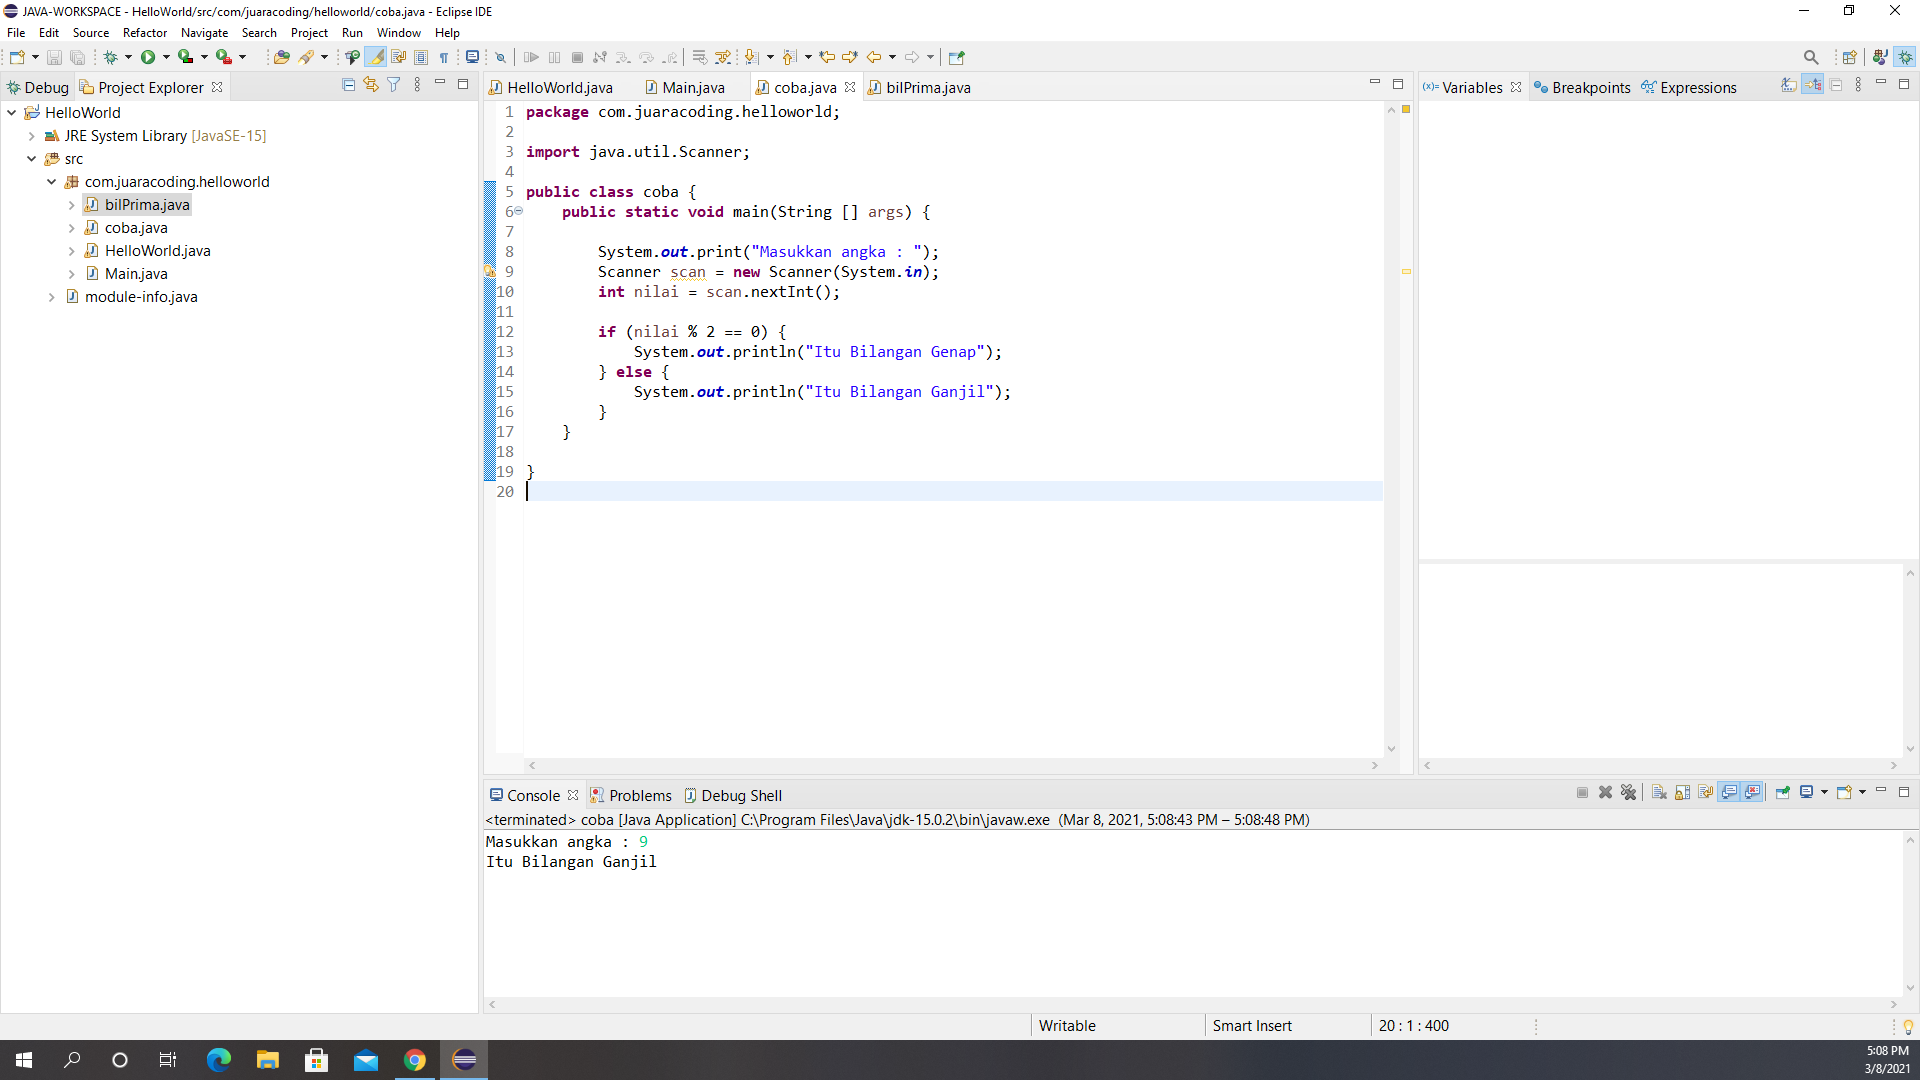 JAVA-WORKSPACE - HelloWorld/src/com/juaracoding/helloworld/coba.java - Eclipse IDE
File Edit Source Refactor Navigate Search Project Run Window Help
Debug Project Explorer
HelloWorld
JRE System Library [JavaSE-15]
src
com.juaracoding.helloworld
bilPrima.java
coba.java
HelloWorld.java
Main.java
module-info.java
HelloWorld.java Main.java coba.java bilPrima.java
1 package com.juaracoding.helloworld;
2
3 import java.util.Scanner;
4
5 public class coba {
6 public static void main(String [] args) {
7
8 System.out.print("Masukkan angka : ");
9 Scanner scan = new Scanner(System.in);
10 int nilai = scan.nextInt();
11
12 if (nilai % 2 == 0) {
13 System.out.println("Itu Bilangan Genap");
14 } else {
15 System.out.println("Itu Bilangan Ganjil");
16 }
17 }
18
19 }
20
(x)= Variables Breakpoints Expressions
Console Problems Debug Shell
<terminated> coba [Java Application] C:\Program Files\Java\jdk-15.0.2\bin\javaw.exe (Mar 8, 2021, 5:08:43 PM – 5:08:48 PM)
Masukkan angka : 9
Itu Bilangan Ganjil
Writable Smart Insert 20 : 1 : 400
5:08 PM
3/8/2021